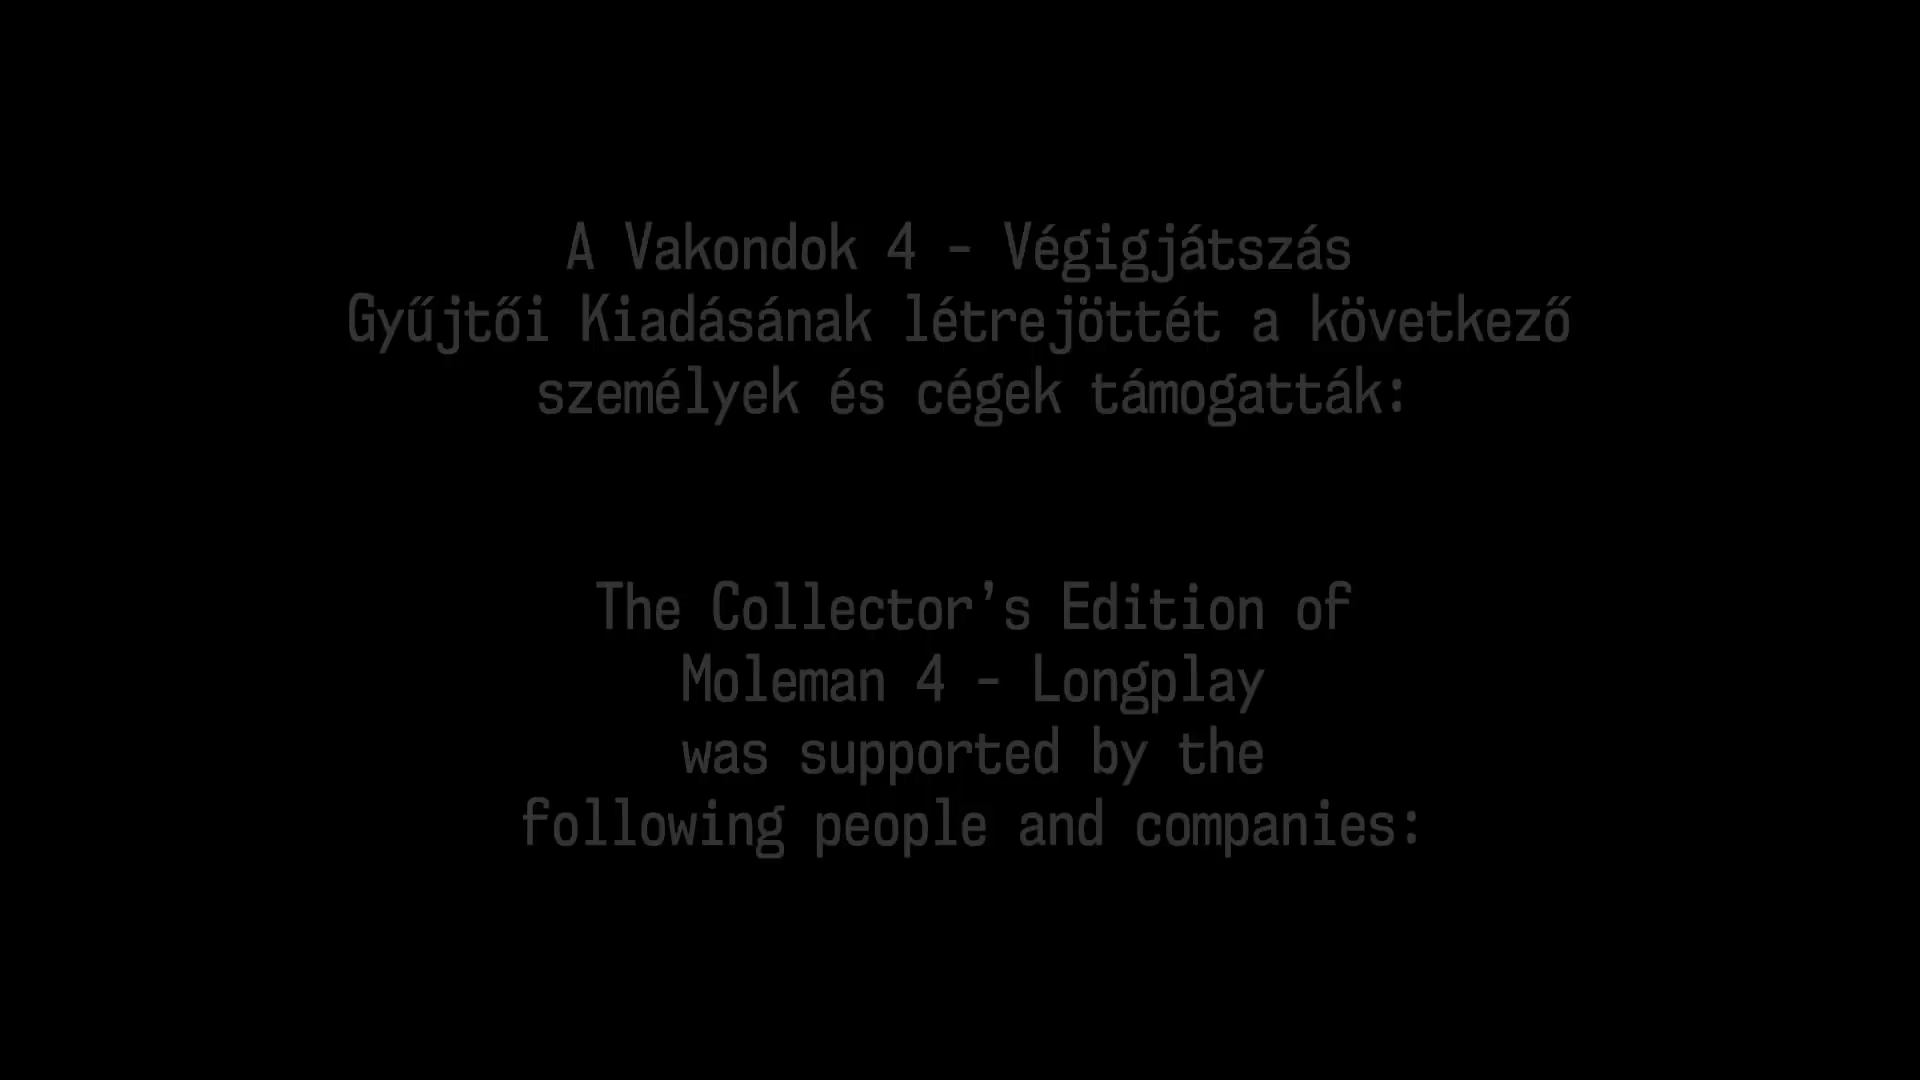 A Vakondok 4 - Végigjátszás
Gyűjtői Kiadásának létrejöttét a következő
személyek és cégek támogatták:
The Collector’s Edition of
Moleman 4 - Longplay
was supported by the
following people and companies: